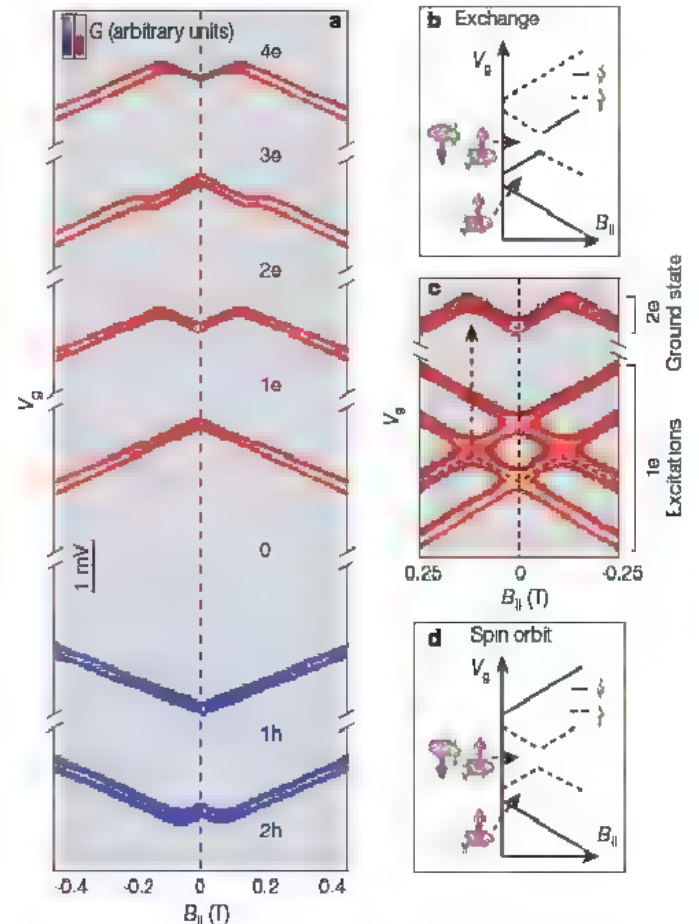 a
G (arbitrary units)
4e
3e
2e
1e
0
1h
2h
V_g
1 mV
-0.4 -0.2 0 0.2 0.4
B_∥ (T)
b Exchange
V_g
B_∥
c
V_g
2e
Ground state
1e
Excitations
0.25 0 -0.25
B_∥ (T)
d Spin orbit
V_g
B_∥